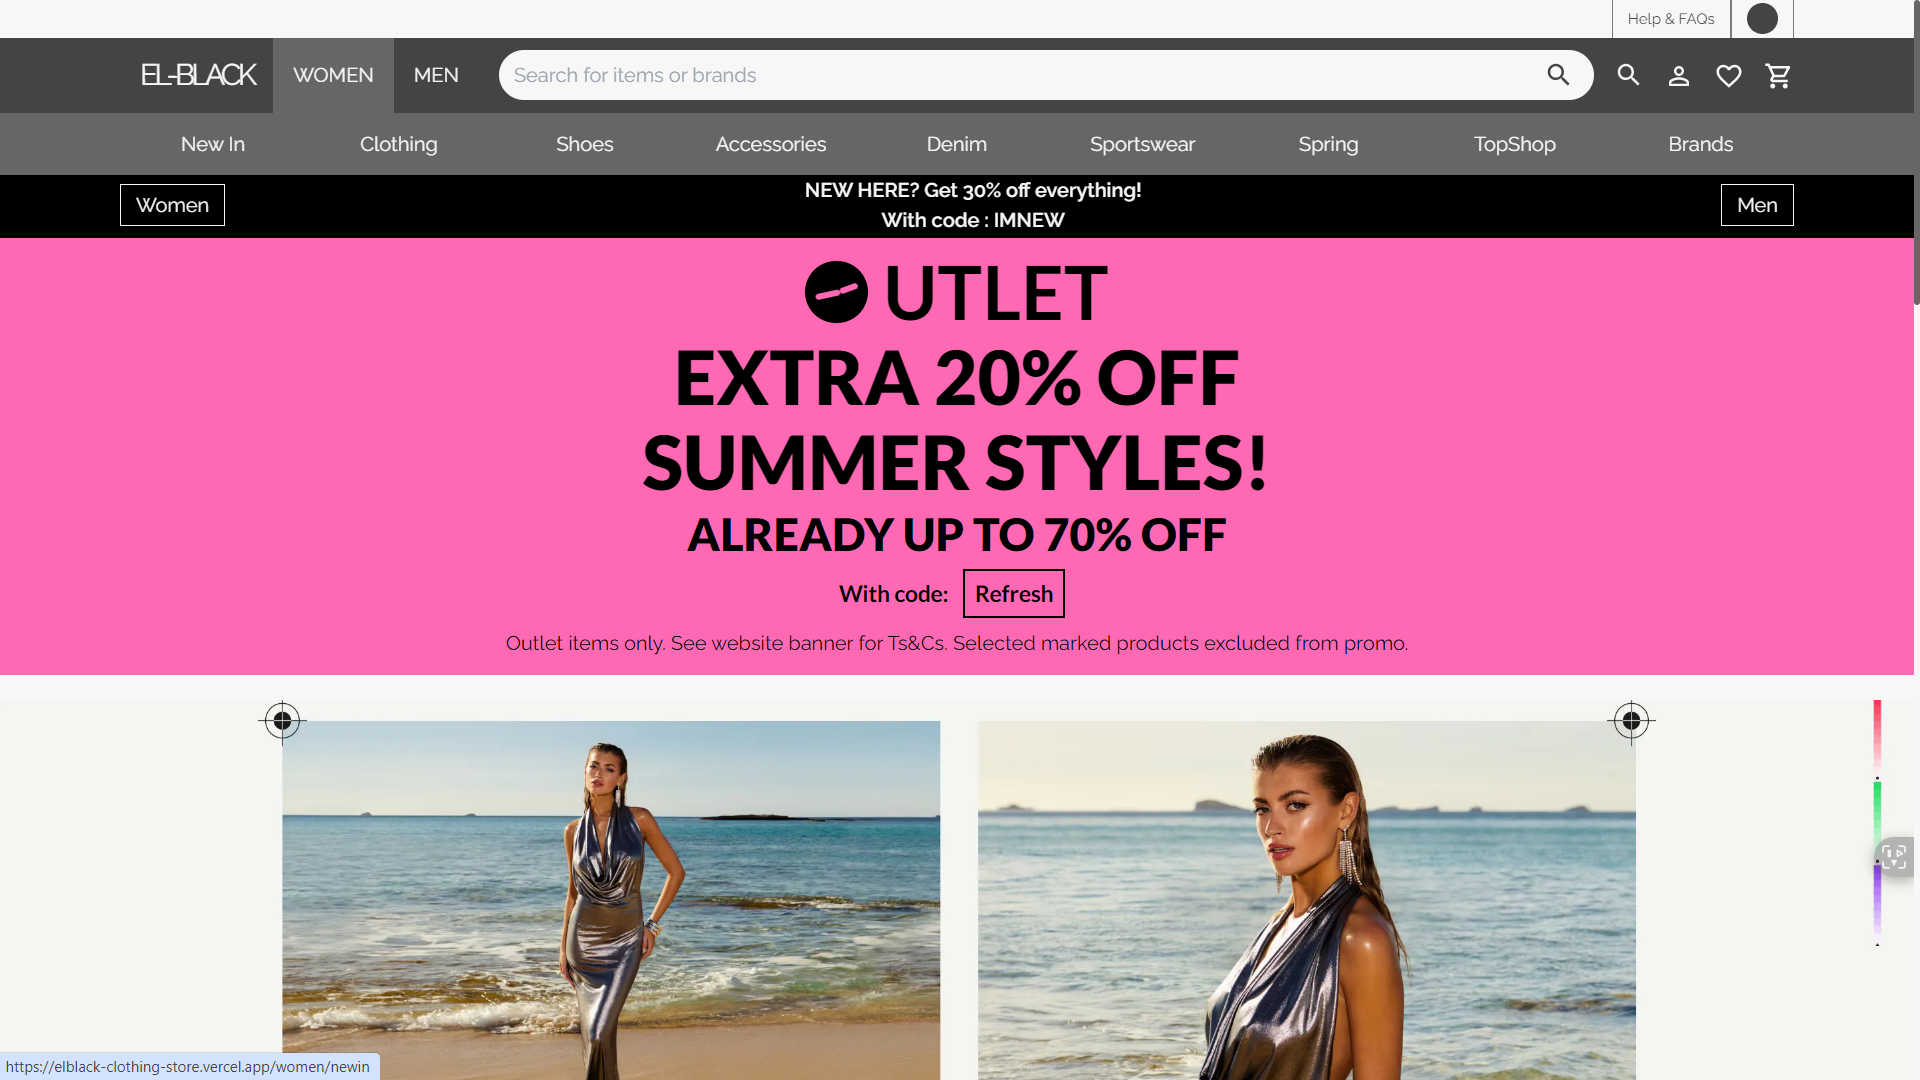 Help & FAQs
EL-BLACK WOMEN MEN Search for items or brands
New In Clothing Shoes Accessories Denim Sportswear Spring TopShop Brands
Women NEW HERE? Get 30% off everything! Men
With code : IMNEW
UTLET
EXTRA 20% OFF
SUMMER STYLES!
ALREADY UP TO 70% OFF
With code: Refresh
Outlet items only. See website banner for Ts&Cs. Selected marked products excluded from promo.
https://elblack-clothing-store.vercel.app/women/newin